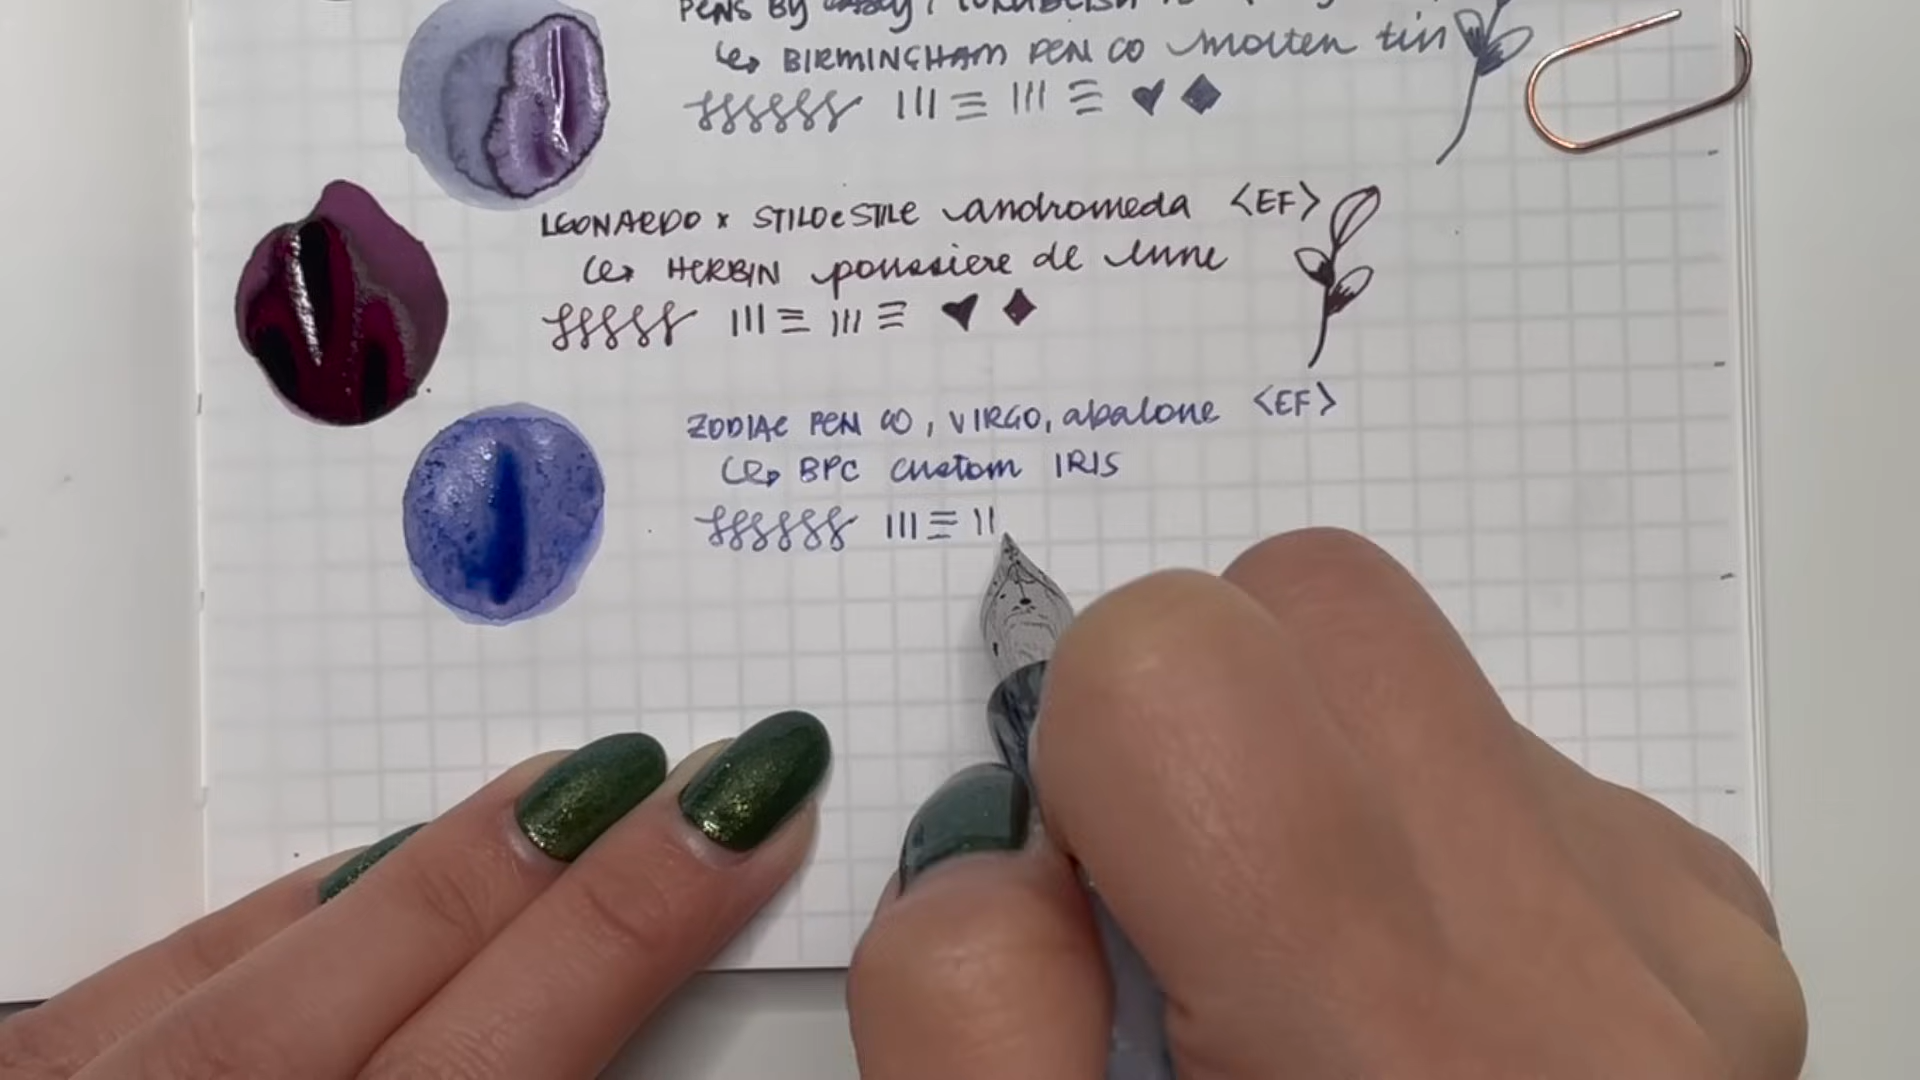 PENS BY
↳ BIRMINGHAM PEN CO molten tin
LEONARDO x STILOeSTILE andromeda <EF>
↳ HERBIN poussiere de lune
ZODIAC PEN CO, VIRGO, abalone <EF>
↳ BPC custom IRIS